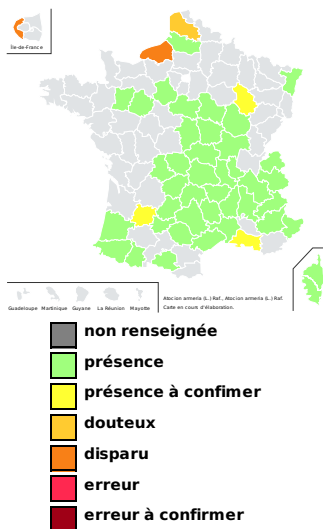 Île-de-France
Guadeloupe Martinique Guyane La Réunion Mayotte
Atocion armeria (L.) Raf., Atocion armeria (L.) Raf.
Carte en cours d'élaboration.
non renseignée
présence
présence à confimer
douteux
disparu
erreur
erreur à confirmer